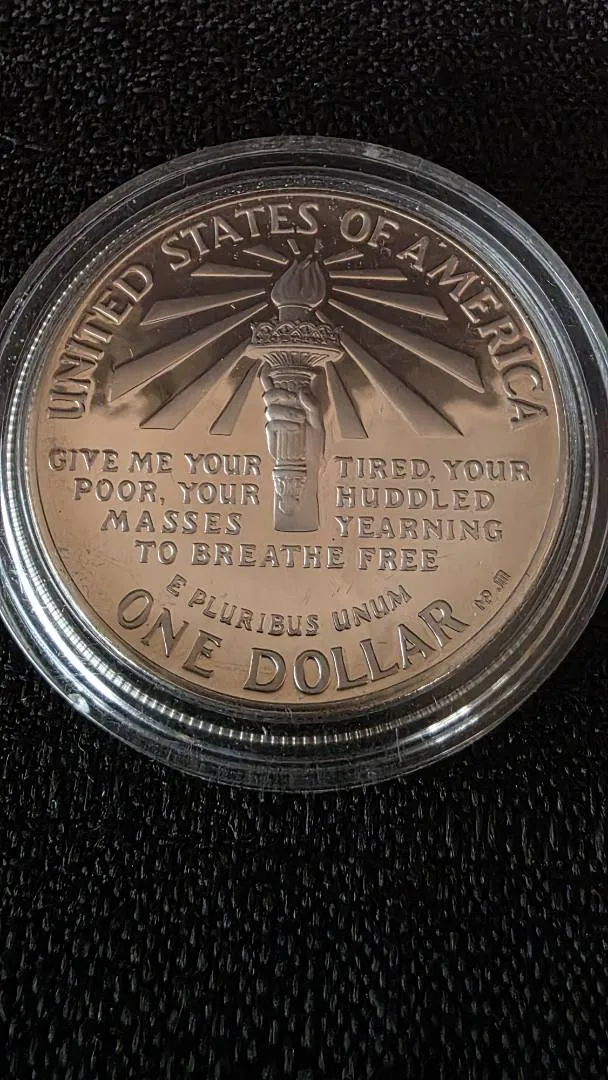 UNITED STATES OF AMERICA
GIVE ME YOUR TIRED, YOUR
POOR, YOUR HUDDLED
MASSES YEARNING
TO BREATHE FREE
E PLURIBUS UNUM
ONE DOLLAR